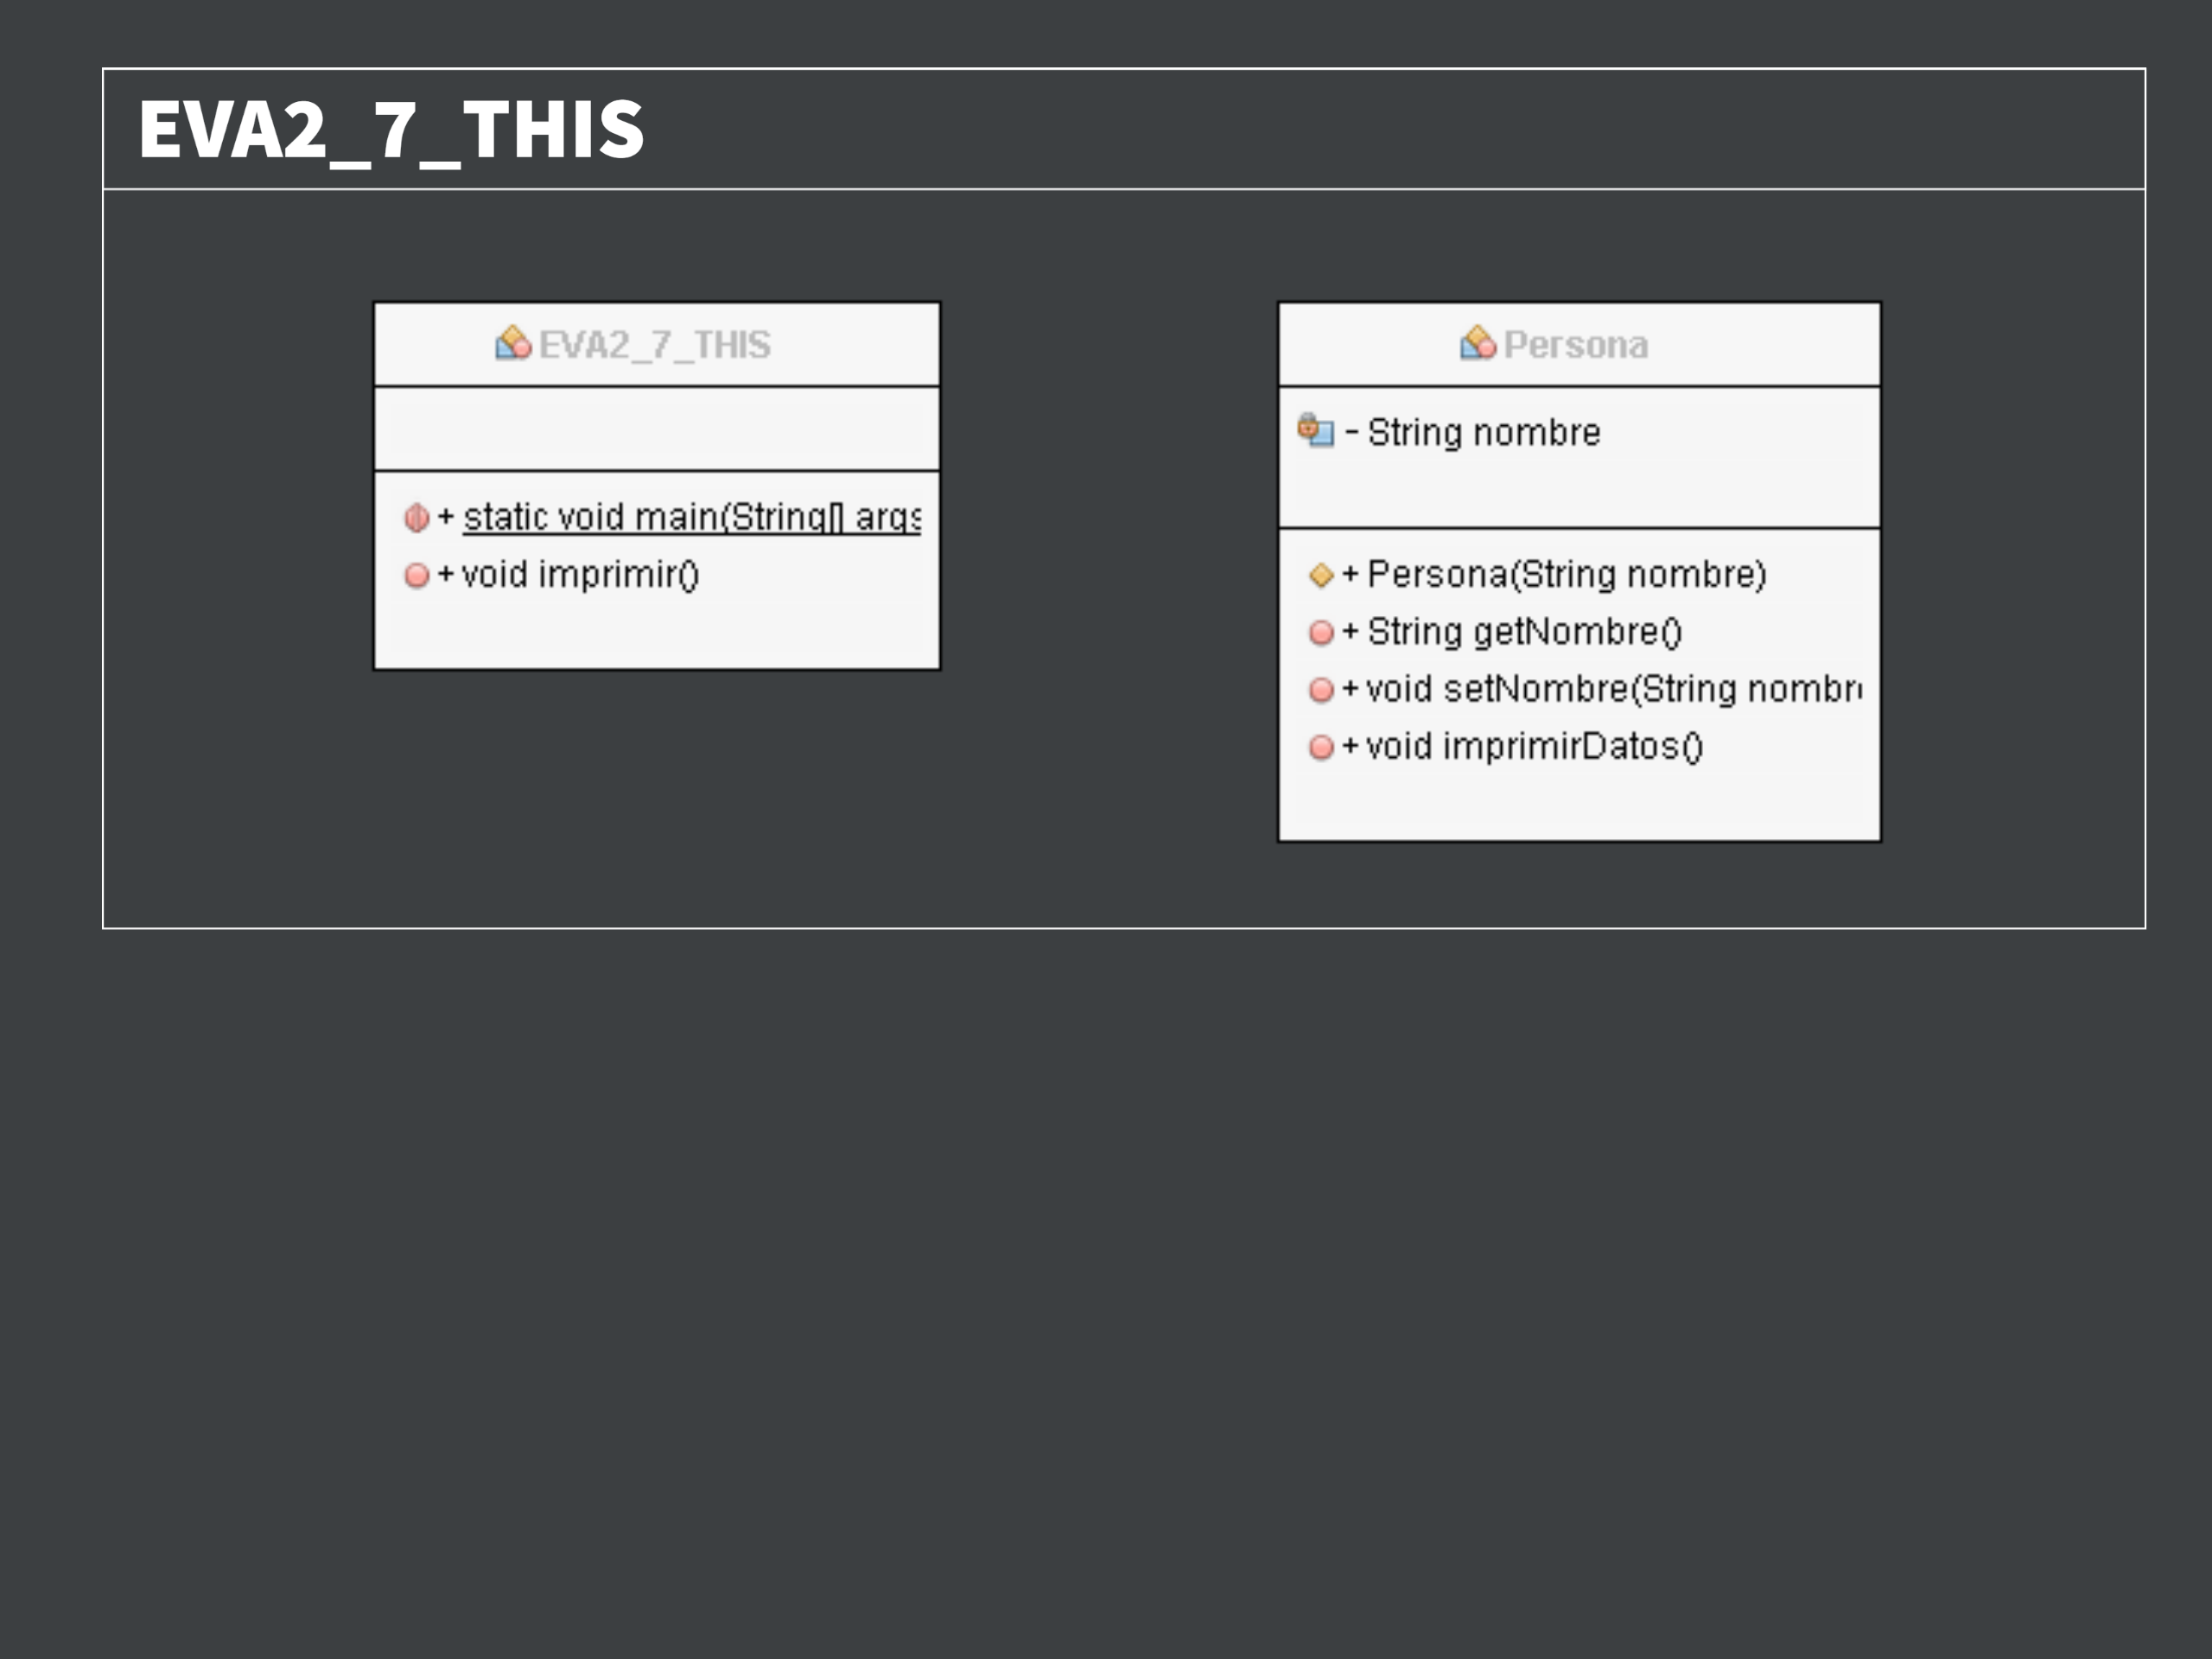 EVA2_7_THIS
EVA2_7_THIS
+ static void main(String[] args
+ void imprimir()
Persona
- String nombre
+ Persona(String nombre)
+ String getNombre()
+ void setNombre(String nombr
+ void imprimirDatos()